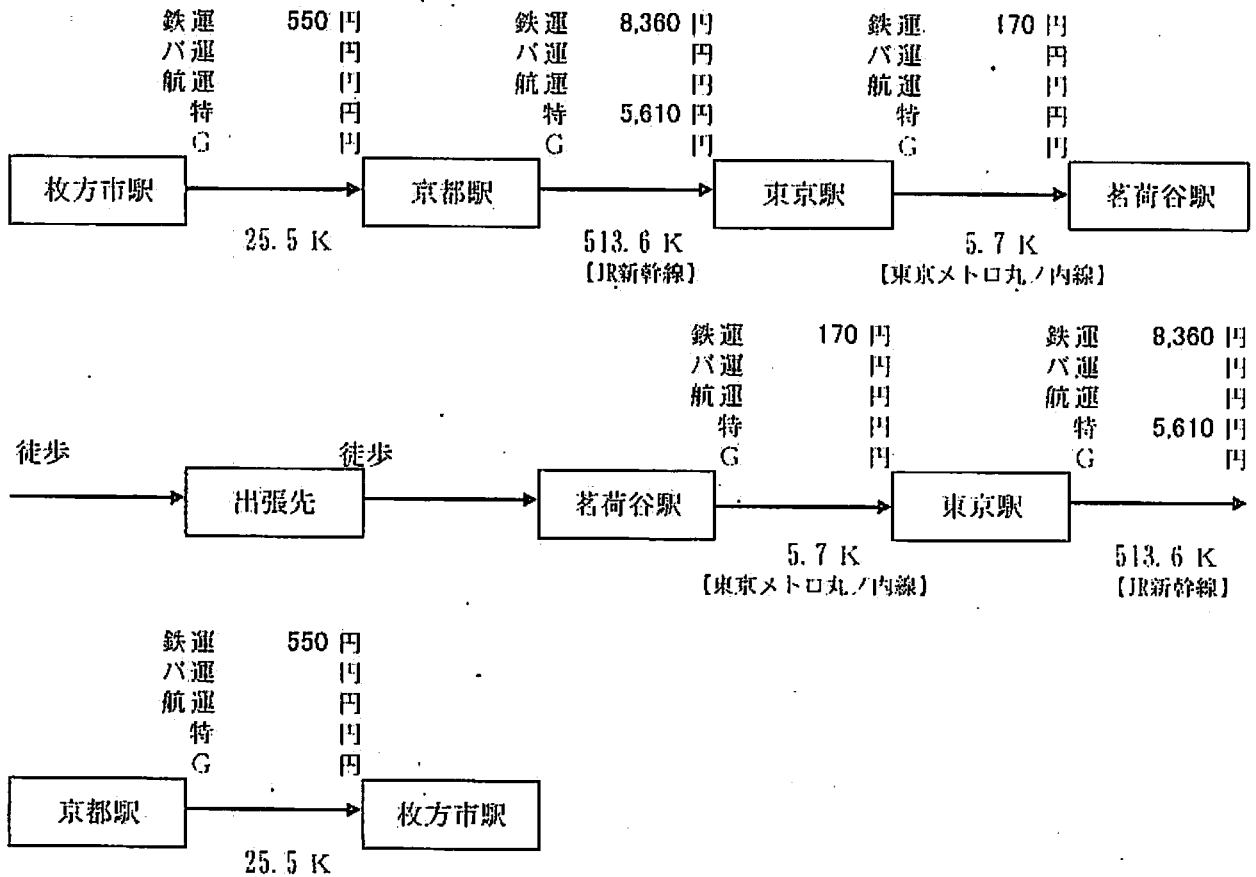 鉄運 550 円 鉄運 8,360 円 鉄運 170 円
バ運 円 バ運 円 バ運 円
航運 円 航運 円 航運 円
特 円 特 5,610 円 特 円
G 円 G 円 G 円
枚方市駅 京都駅 東京駅 茗荷谷駅
25.5 K 513.6 K 5.7 K
【JR新幹線】 【東京メトロ丸ノ内線】
鉄運 170 円 鉄運 8,360 円
バ運 円 バ運 円
航運 円 航運 円
特 円 特 5,610 円
徒歩 徒歩 G 円 G 円
出張先 茗荷谷駅 東京駅
5.7 K 513.6 K
【東京メトロ丸ノ内線】 【JR新幹線】
鉄運 550 円
バ運 円
航運 円
特 円
G 円
京都駅 枚方市駅
25.5 K